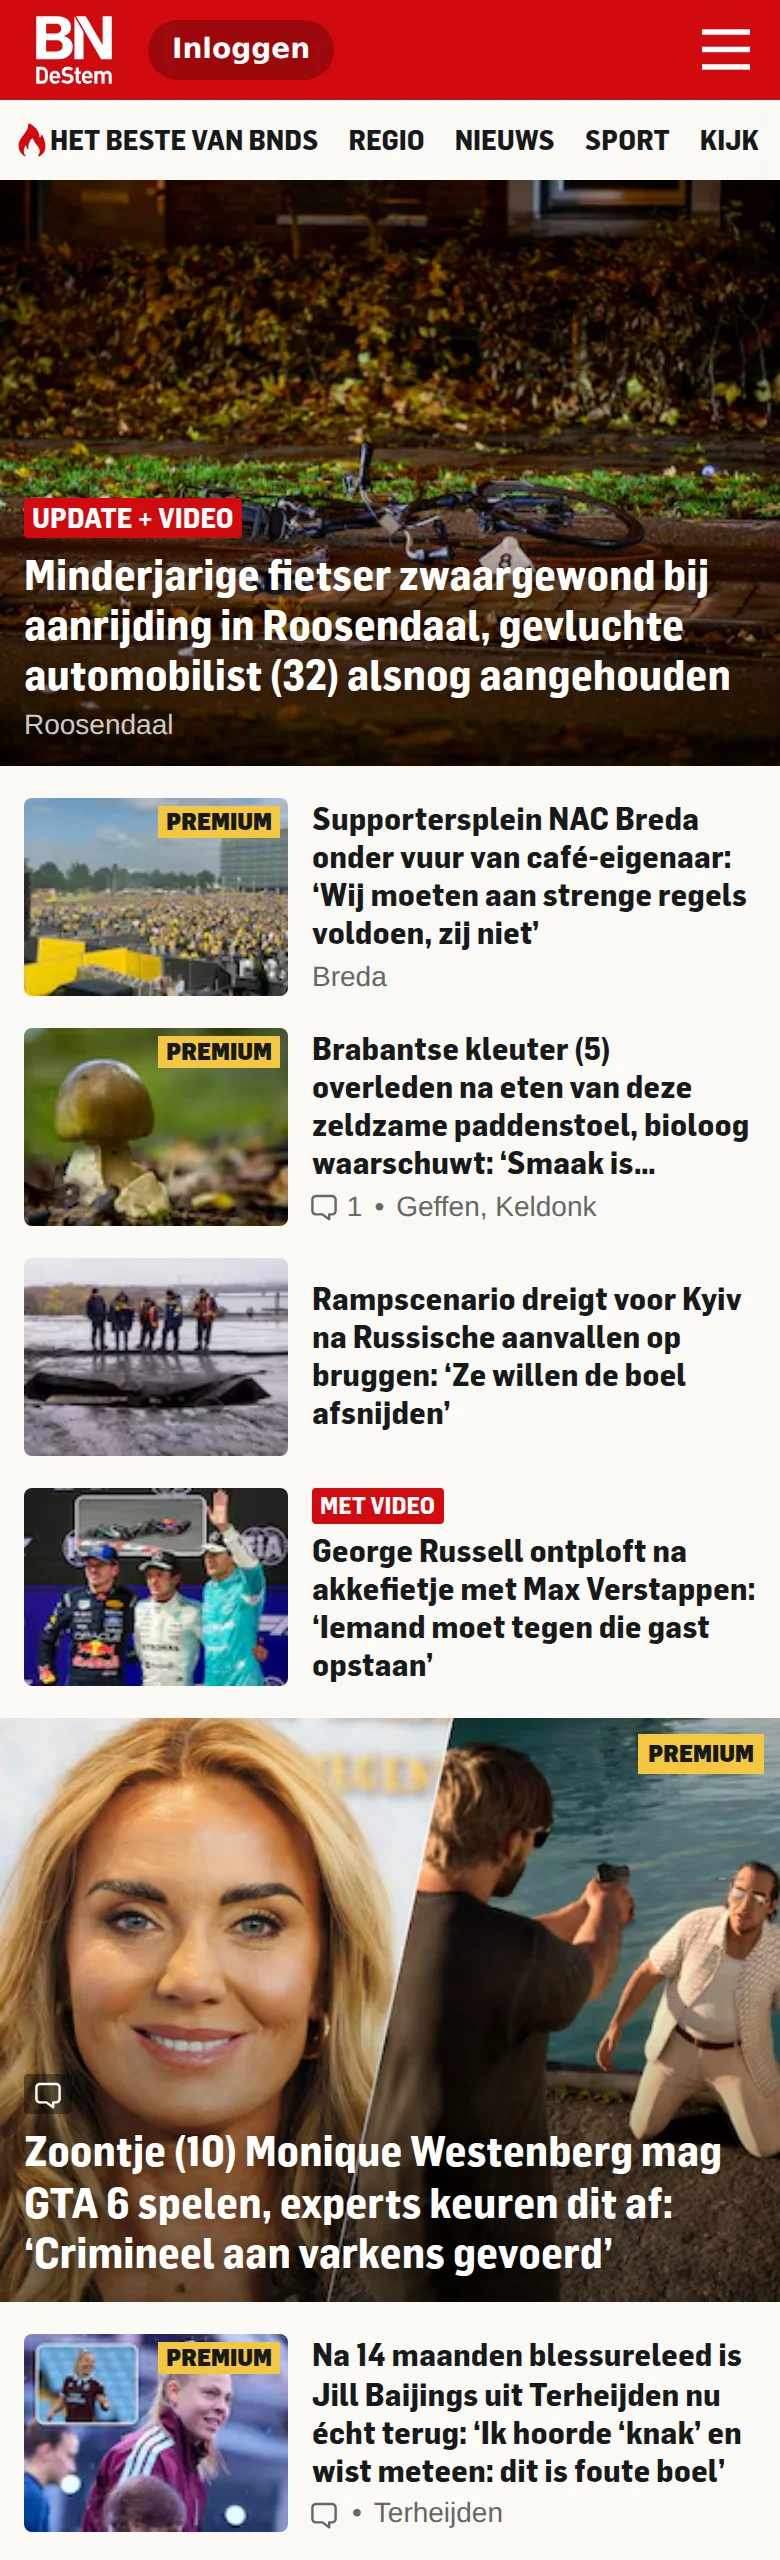 BN
DeStem
Inloggen
HET BESTE VAN BNDS
REGIO
NIEUWS
SPORT
KIJK
8
UPDATE + VIDEO
Minderjarige fietser zwaargewond bij
aanrijding in Roosendaal, gevluchte
automobilist (32) alsnog aangehouden
Roosendaal
PREMIUM
Supportersplein NAC Breda
onder vuur van café-eigenaar:
‘Wij moeten aan strenge regels
voldoen, zij niet’
Breda
PREMIUM
Brabantse kleuter (5)
overleden na eten van deze
zeldzame paddenstoel, bioloog
waarschuwt: ‘Smaak is...
1 • Geffen, Keldonk
Rampscenario dreigt voor Kyiv
na Russische aanvallen op
bruggen: ‘Ze willen de boel
afsnijden’
MET VIDEO
George Russell ontploft na
akkefietje met Max Verstappen:
‘Iemand moet tegen die gast
opstaan’
PREMIUM
Zoontje (10) Monique Westenberg mag
GTA 6 spelen, experts keuren dit af:
‘Crimineel aan varkens gevoerd’
PREMIUM
Na 14 maanden blessureleed is
Jill Baijings uit Terheijden nu
écht terug: ‘Ik hoorde ‘knak’ en
wist meteen: dit is foute boel’
• Terheijden